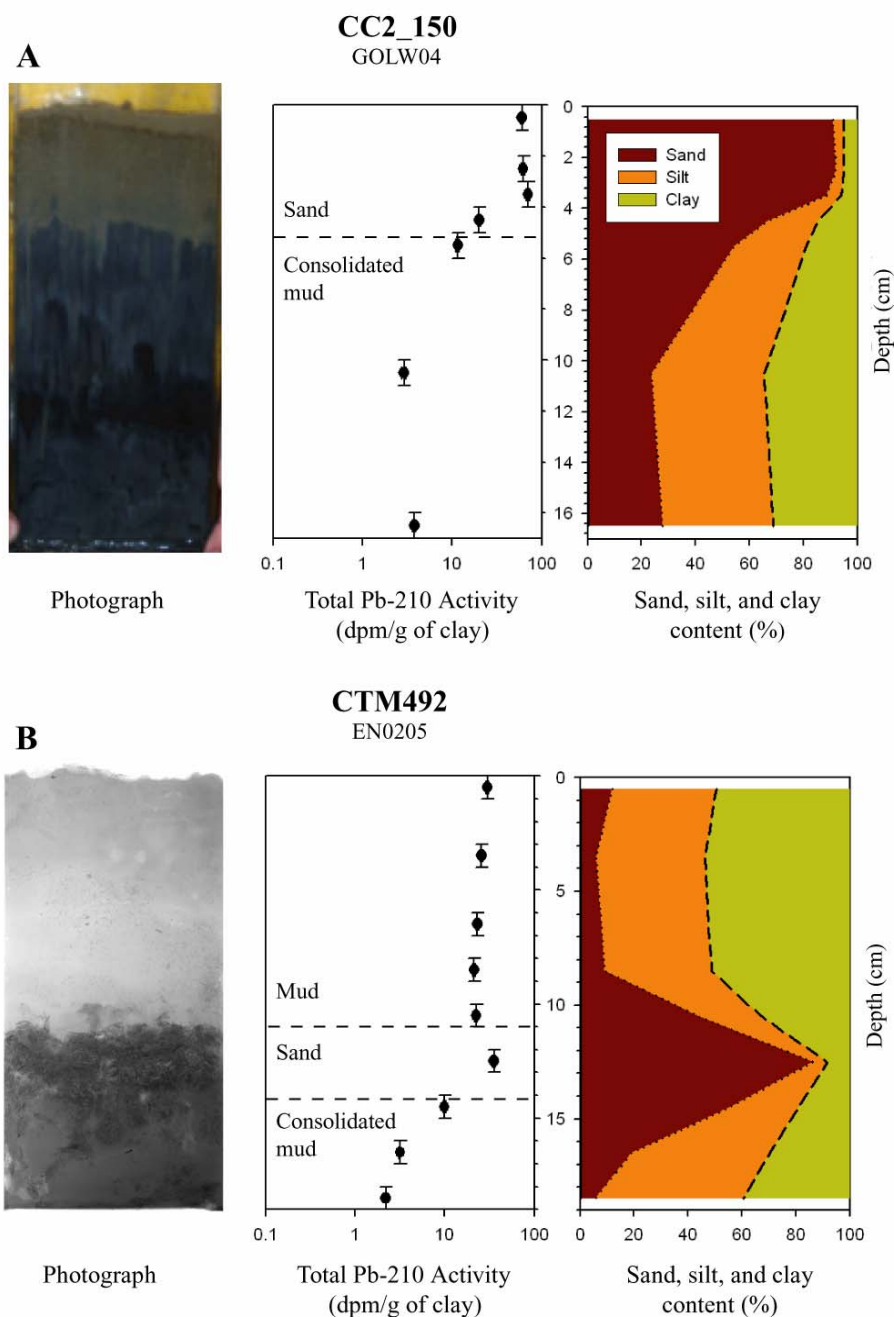 CC2_150
A
GOLW04
Sand
Consolidated
mud
0
2
4
6
8
10
12
14
16
Sand
Silt
Clay
Depth (cm)
0.1 1 10 100
0 20 40 60 80 100
Photograph
Total Pb-210 Activity
(dpm/g of clay)
Sand, silt, and clay
content (%)
CTM492
B
EN0205
Mud
Sand
Consolidated
mud
0
5
10
15
Depth (cm)
0.1 1 10 100
0 20 40 60 80 100
Photograph
Total Pb-210 Activity
(dpm/g of clay)
Sand, silt, and clay
content (%)